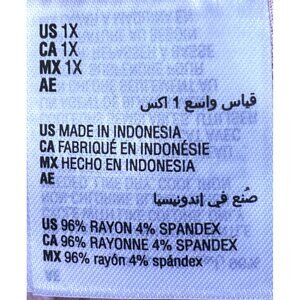 US 1X
CA 1X
MX 1X
AE
قياس واسع 1 اكس
US MADE IN INDONESIA
CA FABRIQUÉ EN INDONÉSIE
MX HECHO EN INDONESIA
AE
صُنع في إندونيسيا
US 96% RAYON 4% SPANDEX
CA 96% RAYONNE 4% SPANDEX
MX 96% rayón 4% spándex